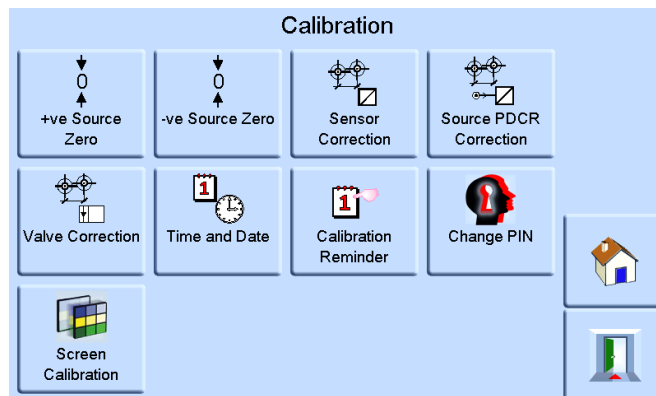 Calibration
0
+ve Source
Zero
0
-ve Source Zero
Sensor
Correction
Source PDCR
Correction
Valve Correction
1
Time and Date
1
Calibration
Reminder
Change PIN
Screen
Calibration